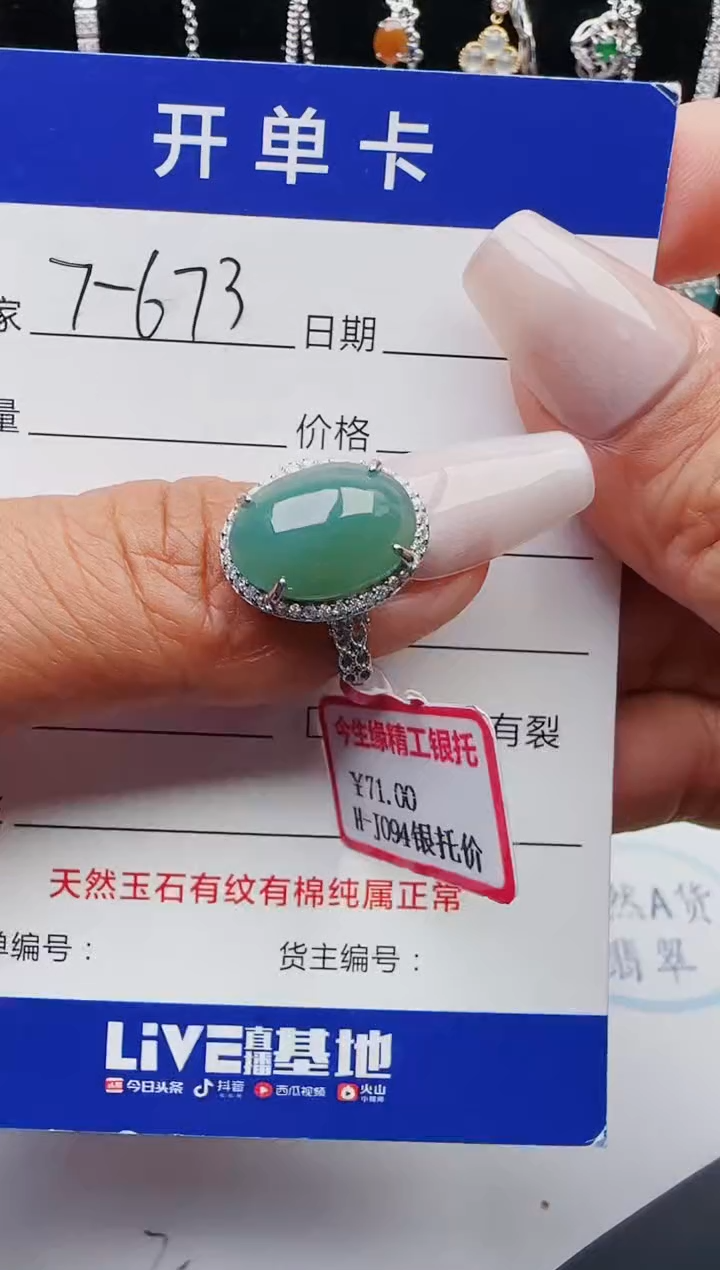 开单卡
家 7-673 日期
量 价格
有裂
今生缘精工银托
¥71.00
H-J094银托价
天然玉石有纹有棉纯属正常
单编号： 货主编号：
然A货
翡翠
LiVE直播基地
今日头条 抖音 西瓜视频 火山